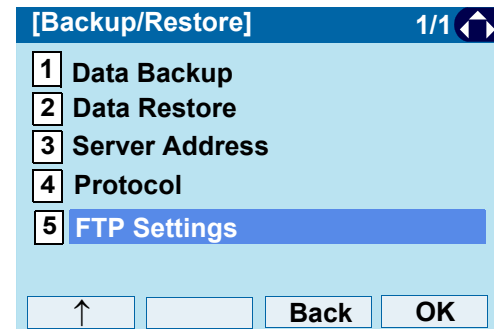 [Backup/Restore] 1/1
1 Data Backup
2 Data Restore
3 Server Address
4 Protocol
5 FTP Settings
↑ Back OK